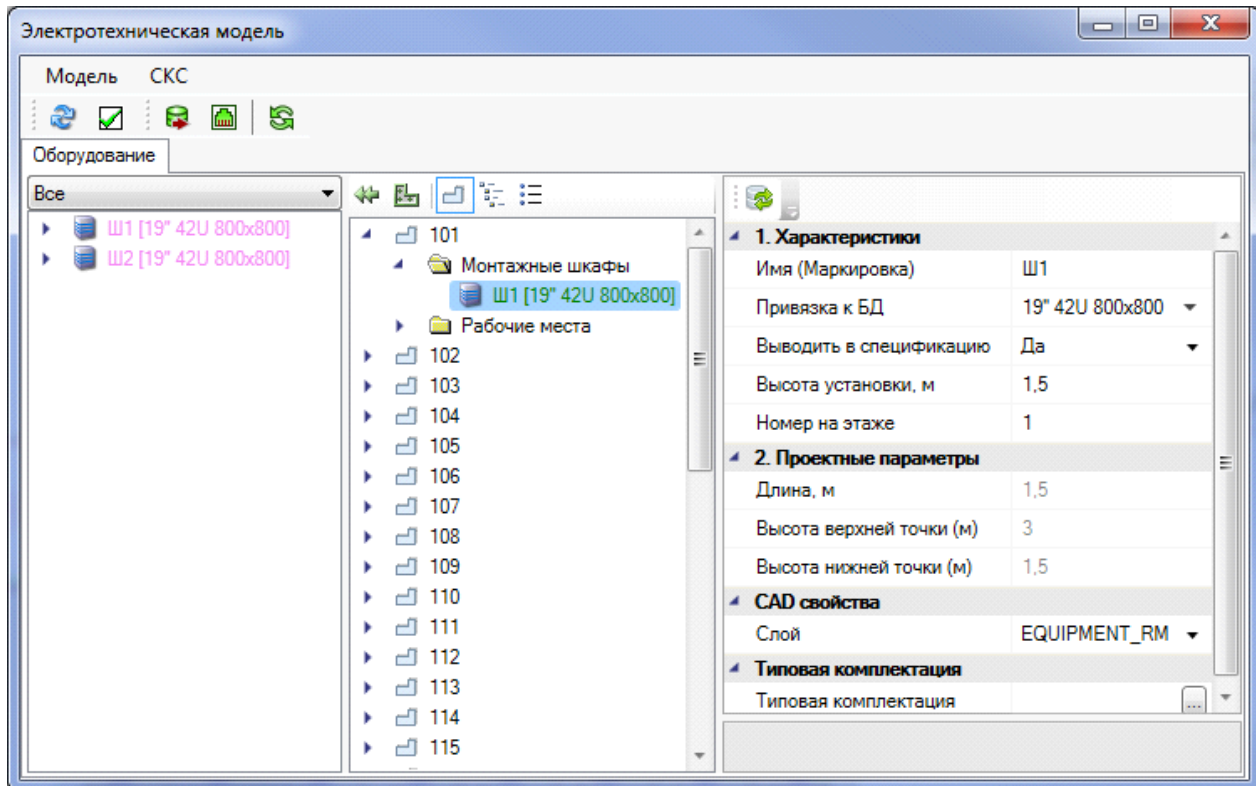 Электротехническая модель
Модель СКС
Оборудование
Все
Ш1 [19" 42U 800x800]
Ш2 [19" 42U 800x800]
101
Монтажные шкафы
Ш1 [19" 42U 800x800]
Рабочие места
102
103
104
105
106
107
108
109
110
111
112
113
114
115
1. Характеристики
Имя (Маркировка) Ш1
Привязка к БД 19" 42U 800x800
Выводить в спецификацию Да
Высота установки, м 1,5
Номер на этаже 1
2. Проектные параметры
Длина, м 1,5
Высота верхней точки (м) 3
Высота нижней точки (м) 1,5
CAD свойства
Слой EQUIPMENT_RM
Типовая комплектация
Типовая комплектация ...